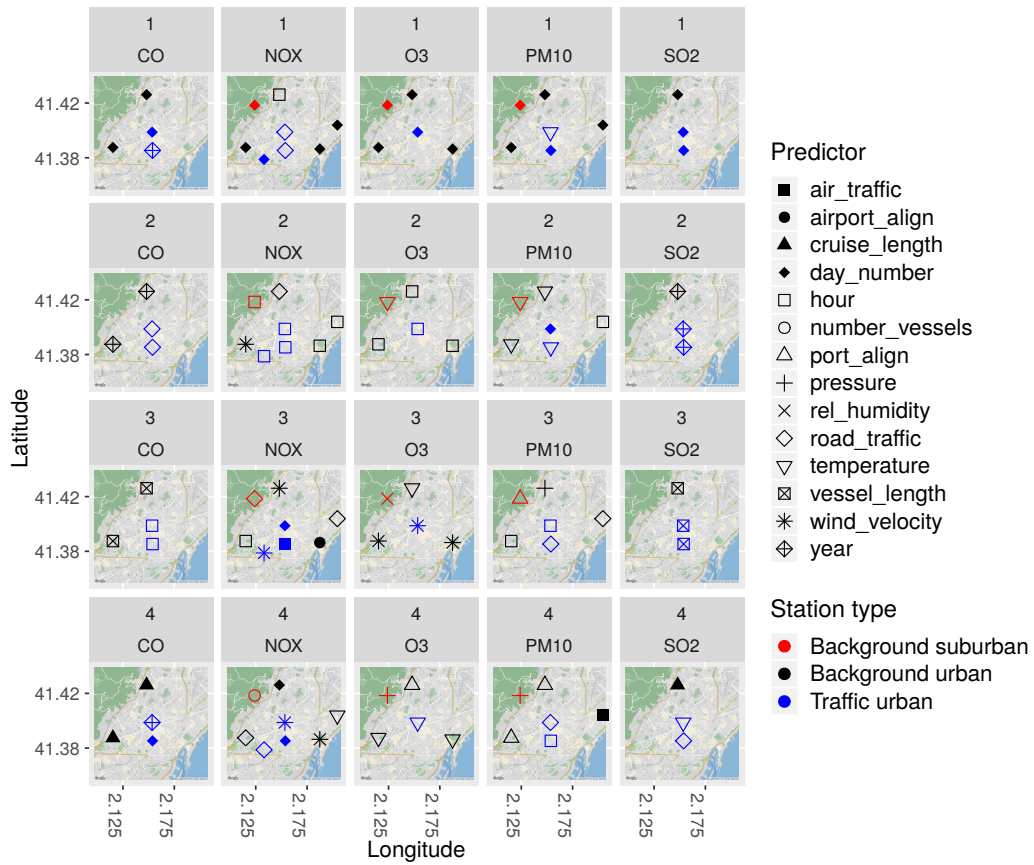 1 1 1 1 1
CO NOX O3 PM10 SO2
41.42
41.38
2 2 2 2 2
CO NOX O3 PM10 SO2
41.42
41.38
3 3 3 3 3
CO NOX O3 PM10 SO2
41.42
41.38
4 4 4 4 4
CO NOX O3 PM10 SO2
41.42
41.38
2.125 2.175 2.125 2.175 2.125 2.175 2.125 2.175 2.125 2.175
Longitude
Latitude
Predictor
air_traffic
airport_align
cruise_length
day_number
hour
number_vessels
port_align
pressure
rel_humidity
road_traffic
temperature
vessel_length
wind_velocity
year
Station type
Background suburban
Background urban
Traffic urban